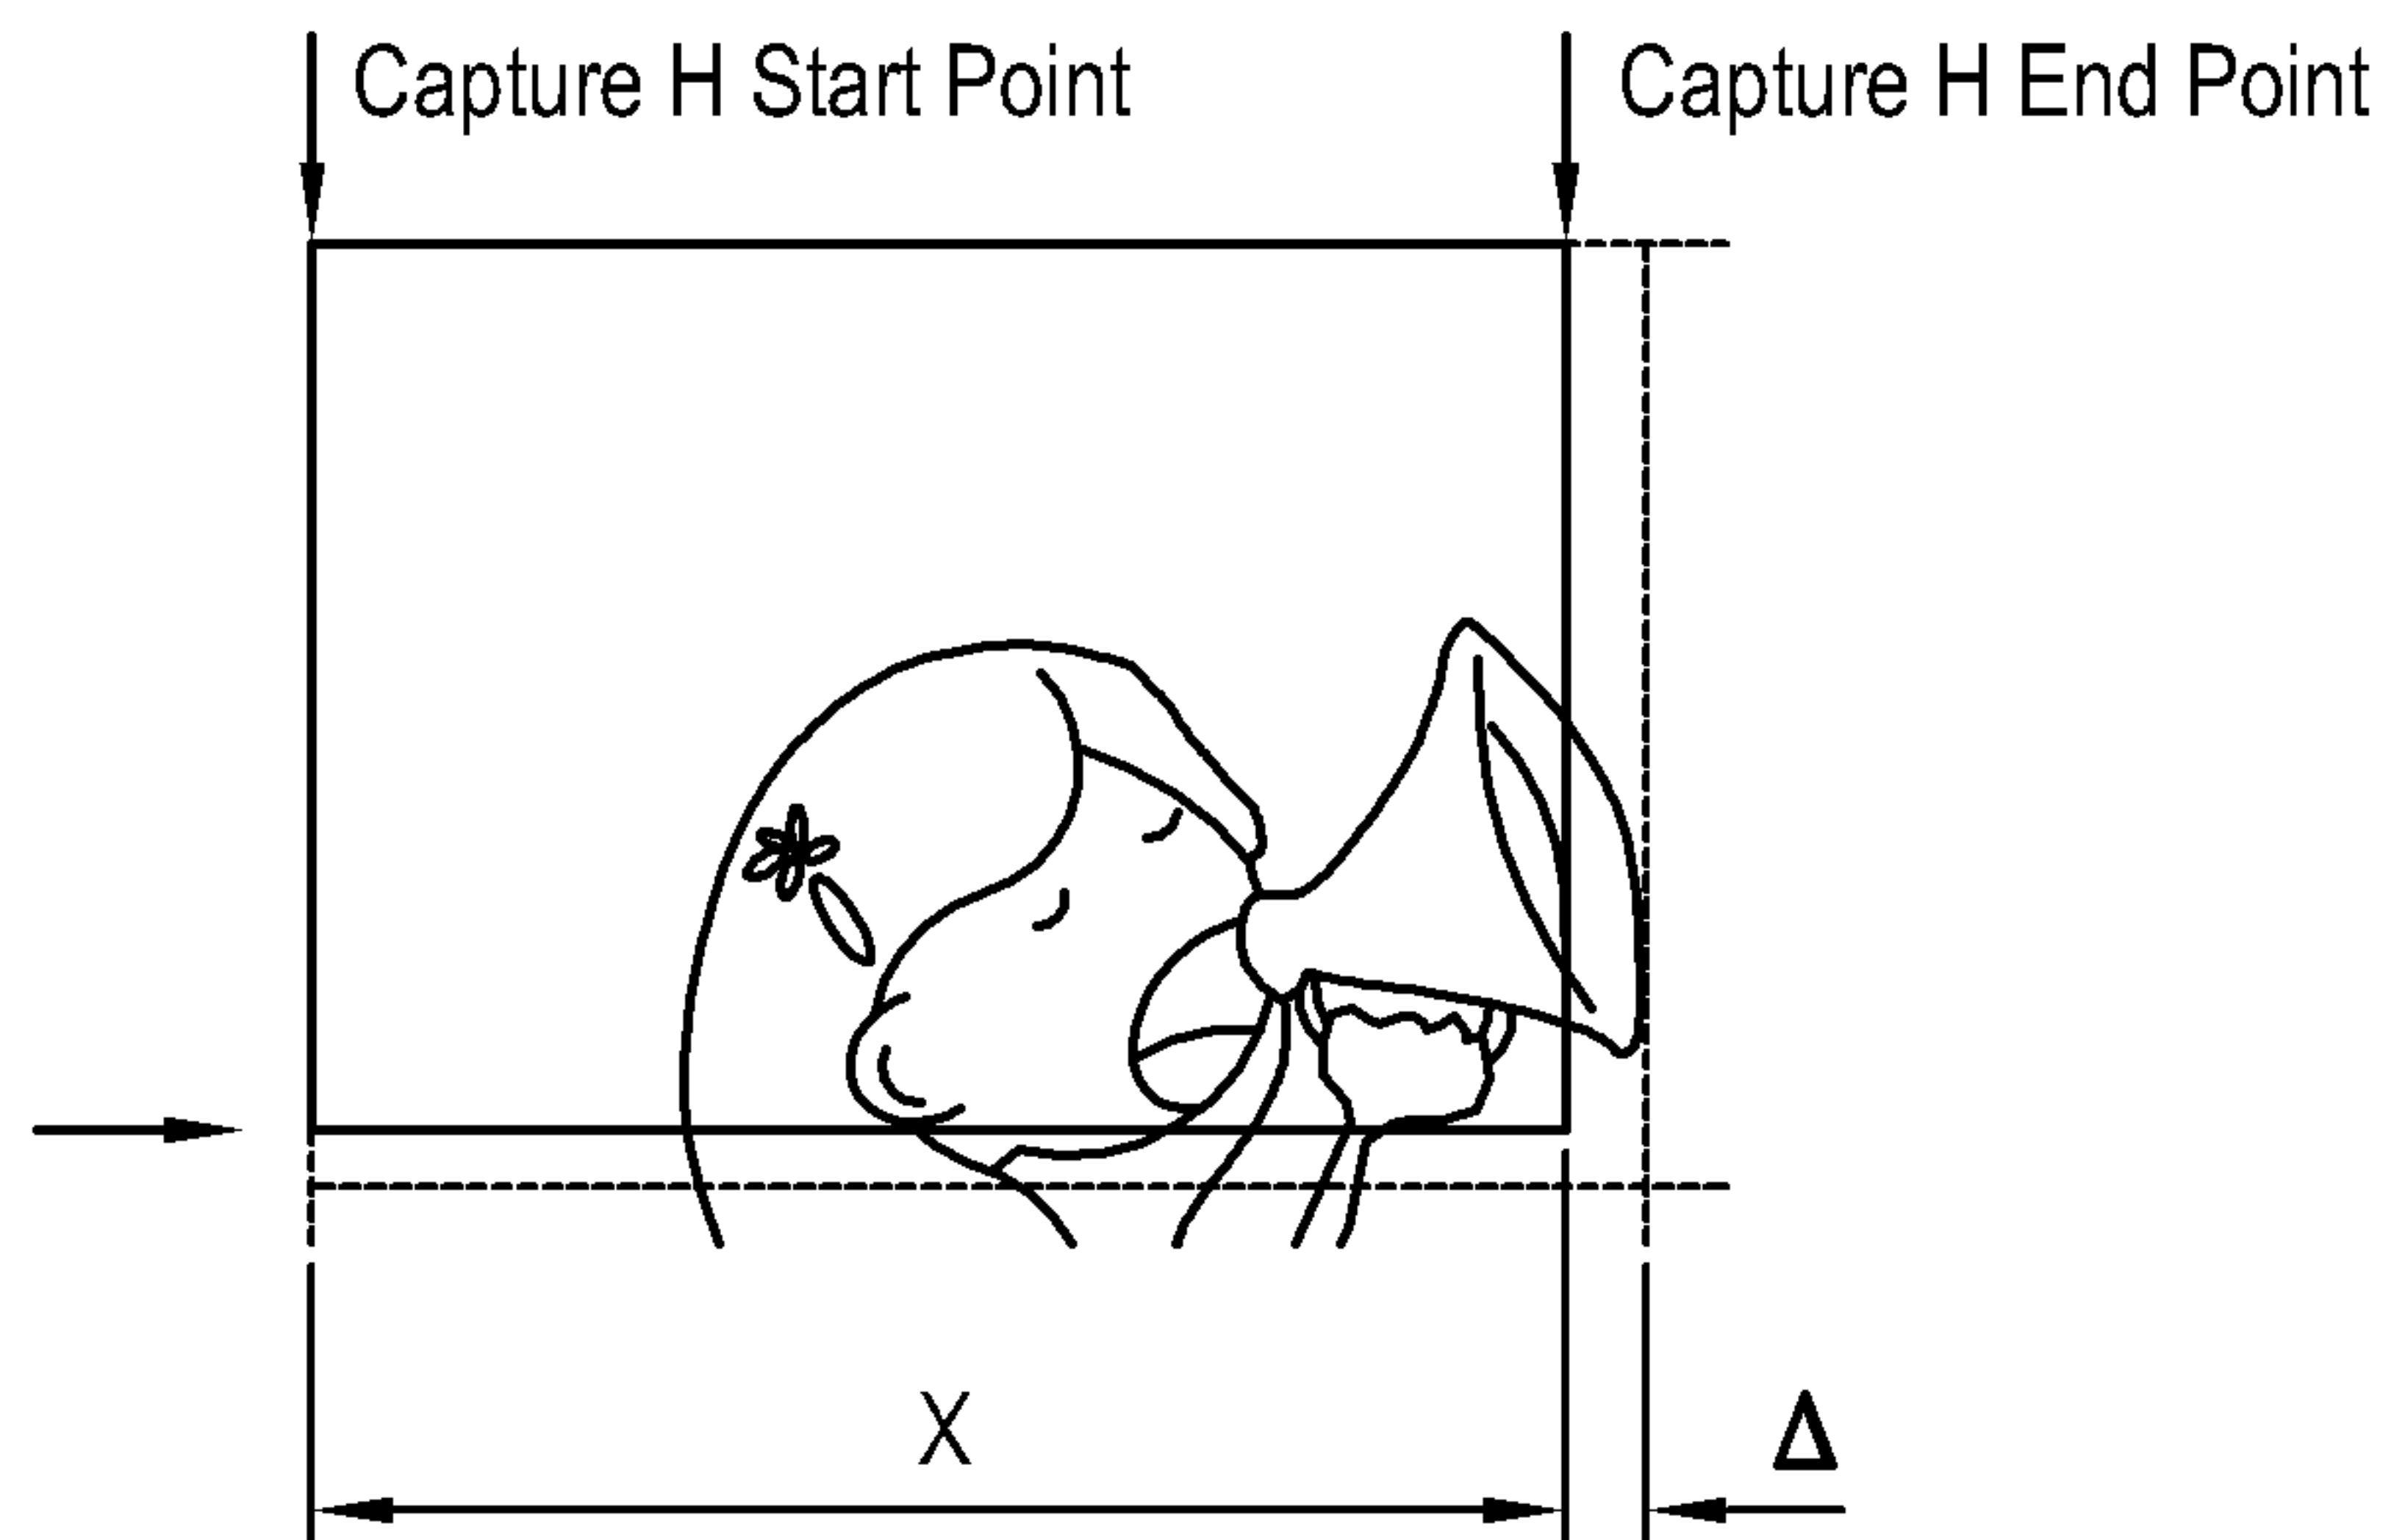 Capture H Start Point
Capture H End Point
X
Δ